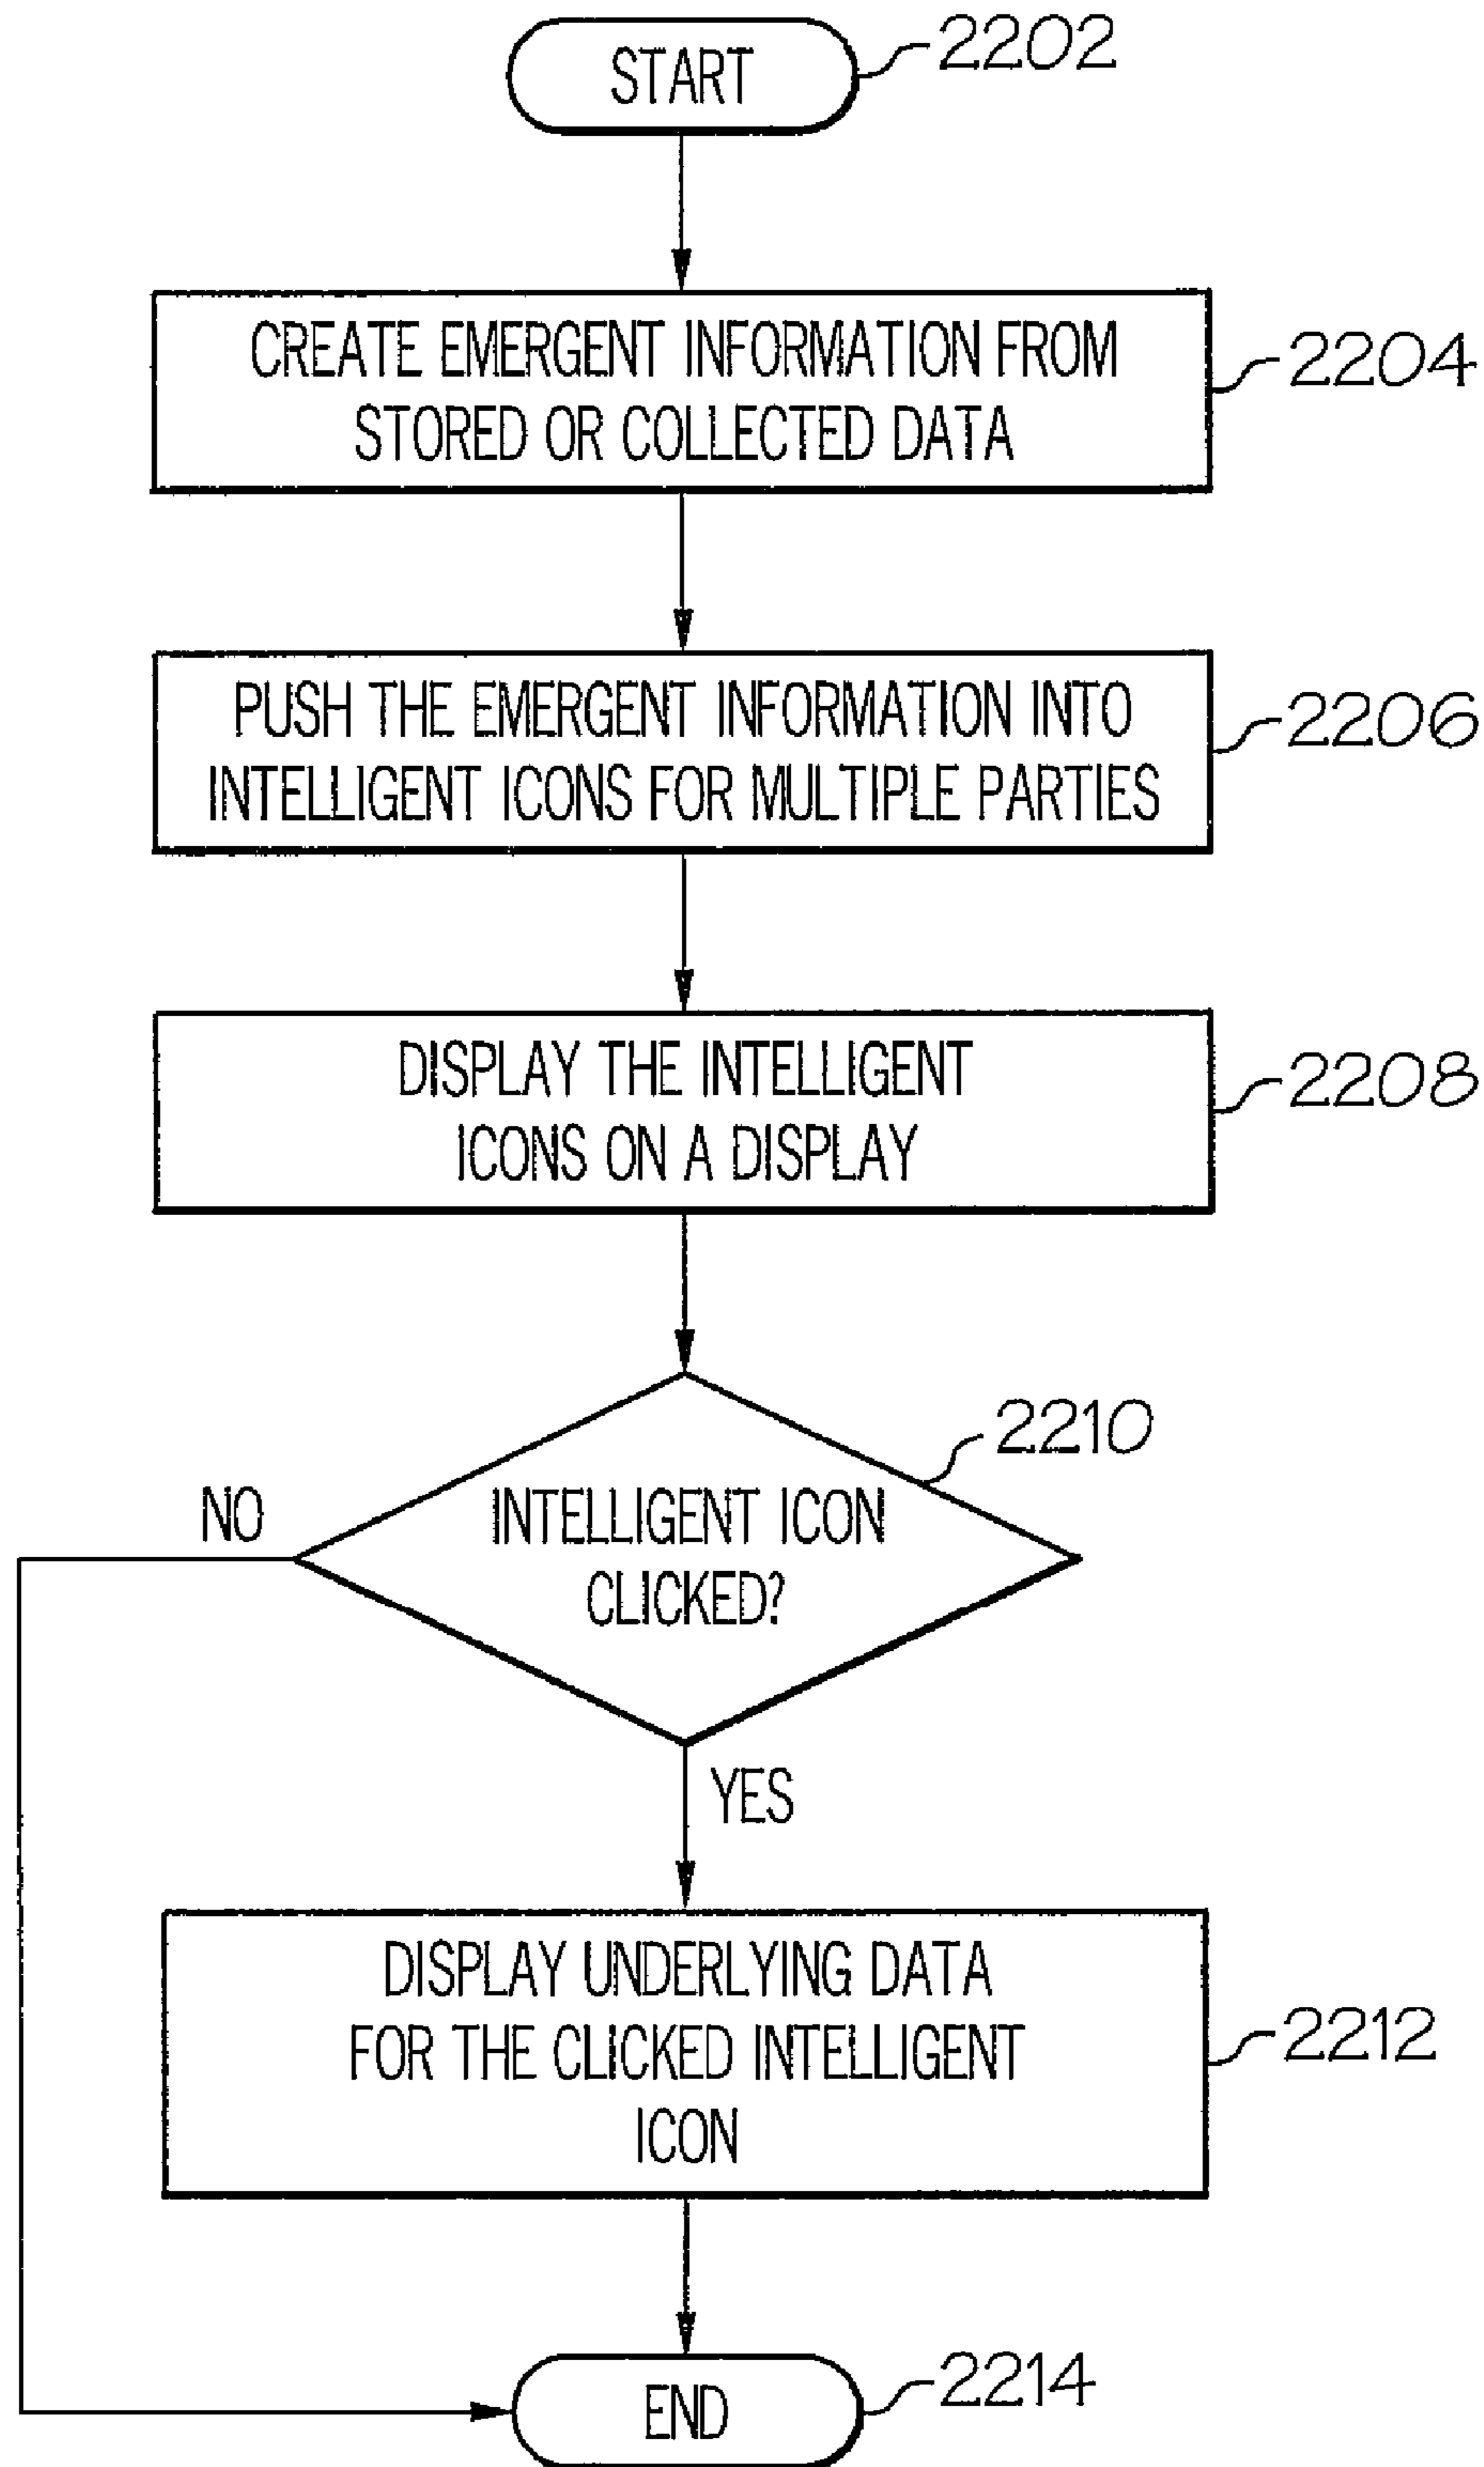 START
2202
CREATE EMERGENT INFORMATION FROM
STORED OR COLLECTED DATA
2204
PUSH THE EMERGENT INFORMATION INTO
INTELLIGENT ICONS FOR MULTIPLE PARTIES
2206
DISPLAY THE INTELLIGENT
ICONS ON A DISPLAY
2208
2210
INTELLIGENT ICON
CLICKED?
NO
YES
DISPLAY UNDERLYING DATA
FOR THE CLICKED INTELLIGENT
ICON
2212
END
2214